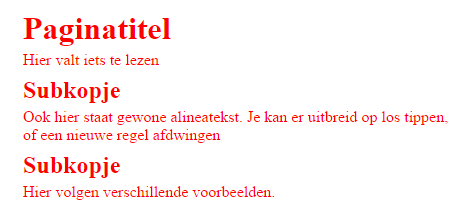 Paginatitel
Hier valt iets te lezen
Subkopje
Ook hier staat gewone alineatekst. Je kan er uitbreid op los tippen,
of een nieuwe regel afdwingen
Subkopje
Hier volgen verschillende voorbeelden.